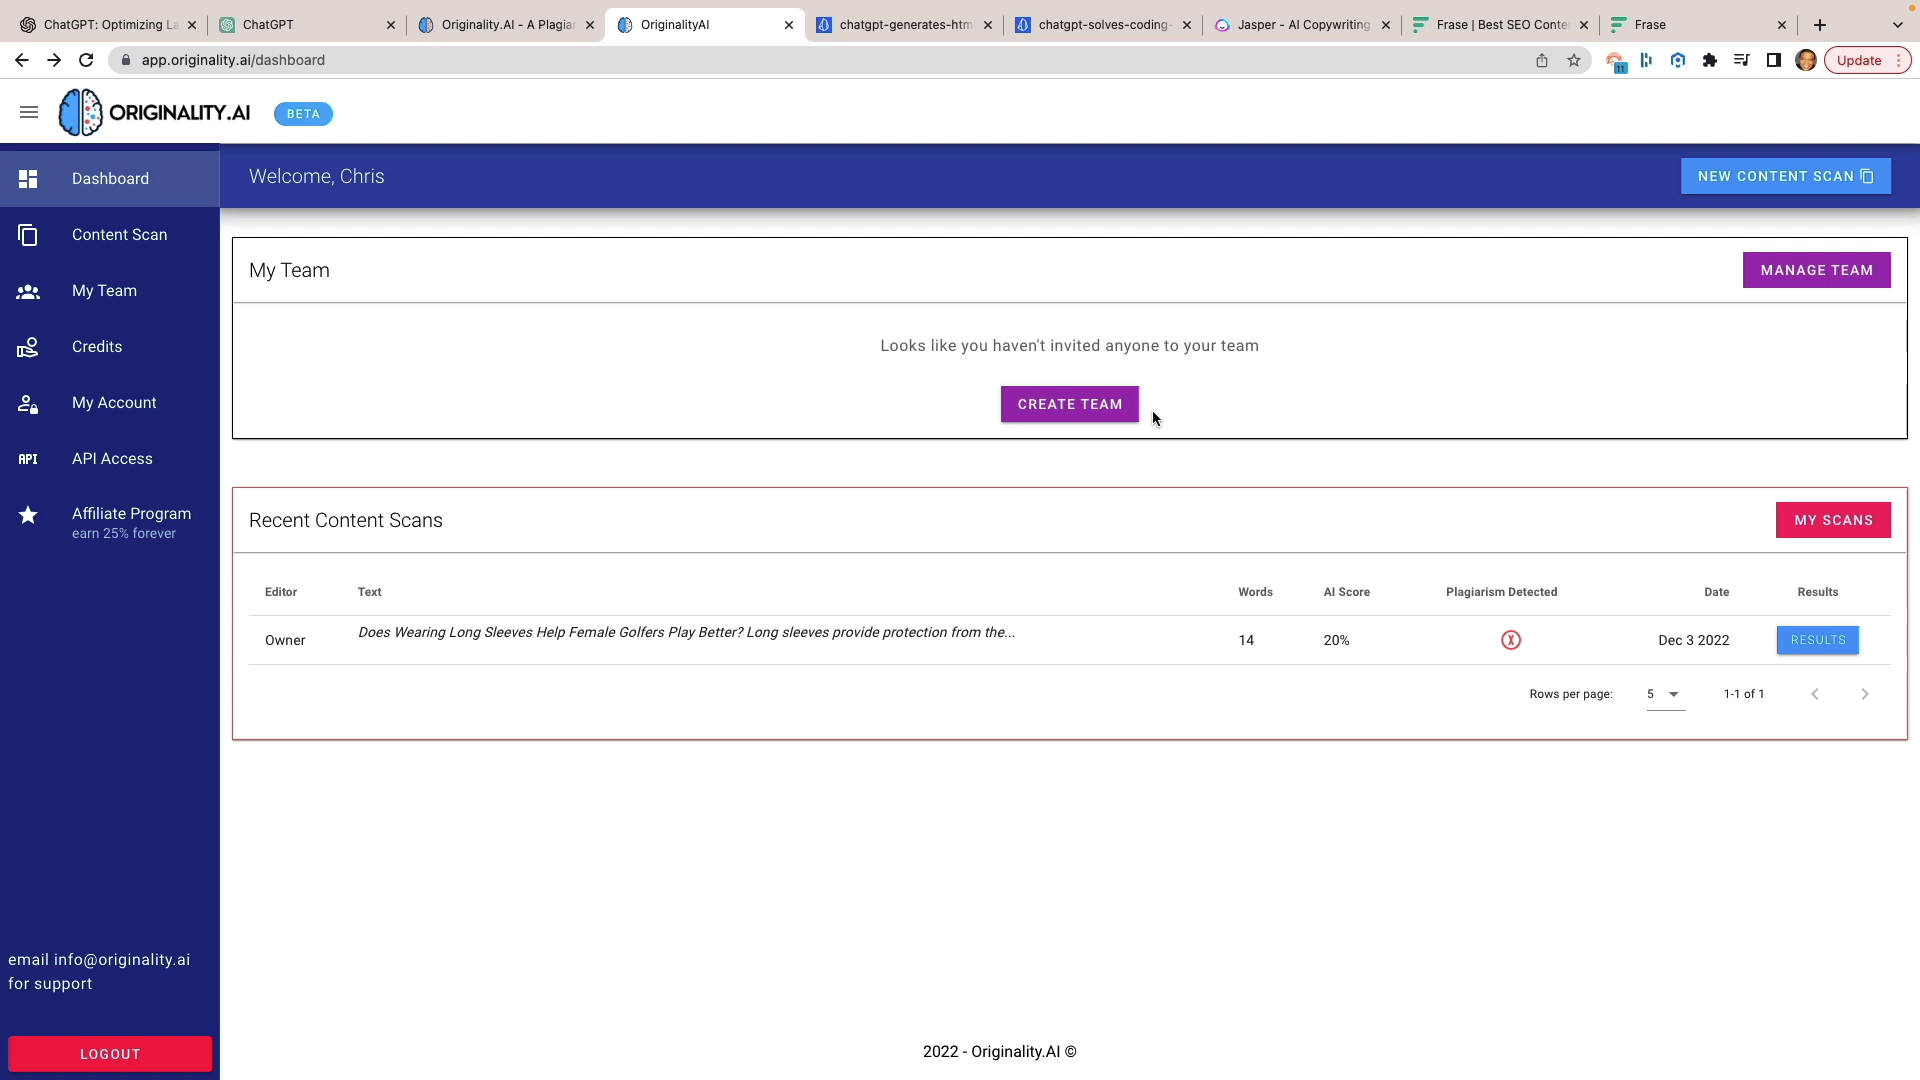 ChatGPT: Optimizing La
ChatGPT
Originality.AI - A Plagiar
OriginalityAI
chatgpt-generates-htm
chatgpt-solves-coding-
Jasper - AI Copywriting
Frase | Best SEO Conte
Frase
app.originality.ai/dashboard
11
Update
ORIGINALITY.AI
BETA
Dashboard
Content Scan
My Team
Credits
My Account
API
API Access
Affiliate Program
earn 25% forever
email info@originality.ai
for support
LOGOUT
Welcome, Chris
NEW CONTENT SCAN
My Team
MANAGE TEAM
Looks like you haven't invited anyone to your team
CREATE TEAM
Recent Content Scans
MY SCANS
Editor Text Words AI Score Plagiarism Detected Date Results
Owner Does Wearing Long Sleeves Help Female Golfers Play Better? Long sleeves provide protection from the... 14 20% X Dec 3 2022 RESULTS
Rows per page: 5 1-1 of 1
2022 - Originality.AI ©